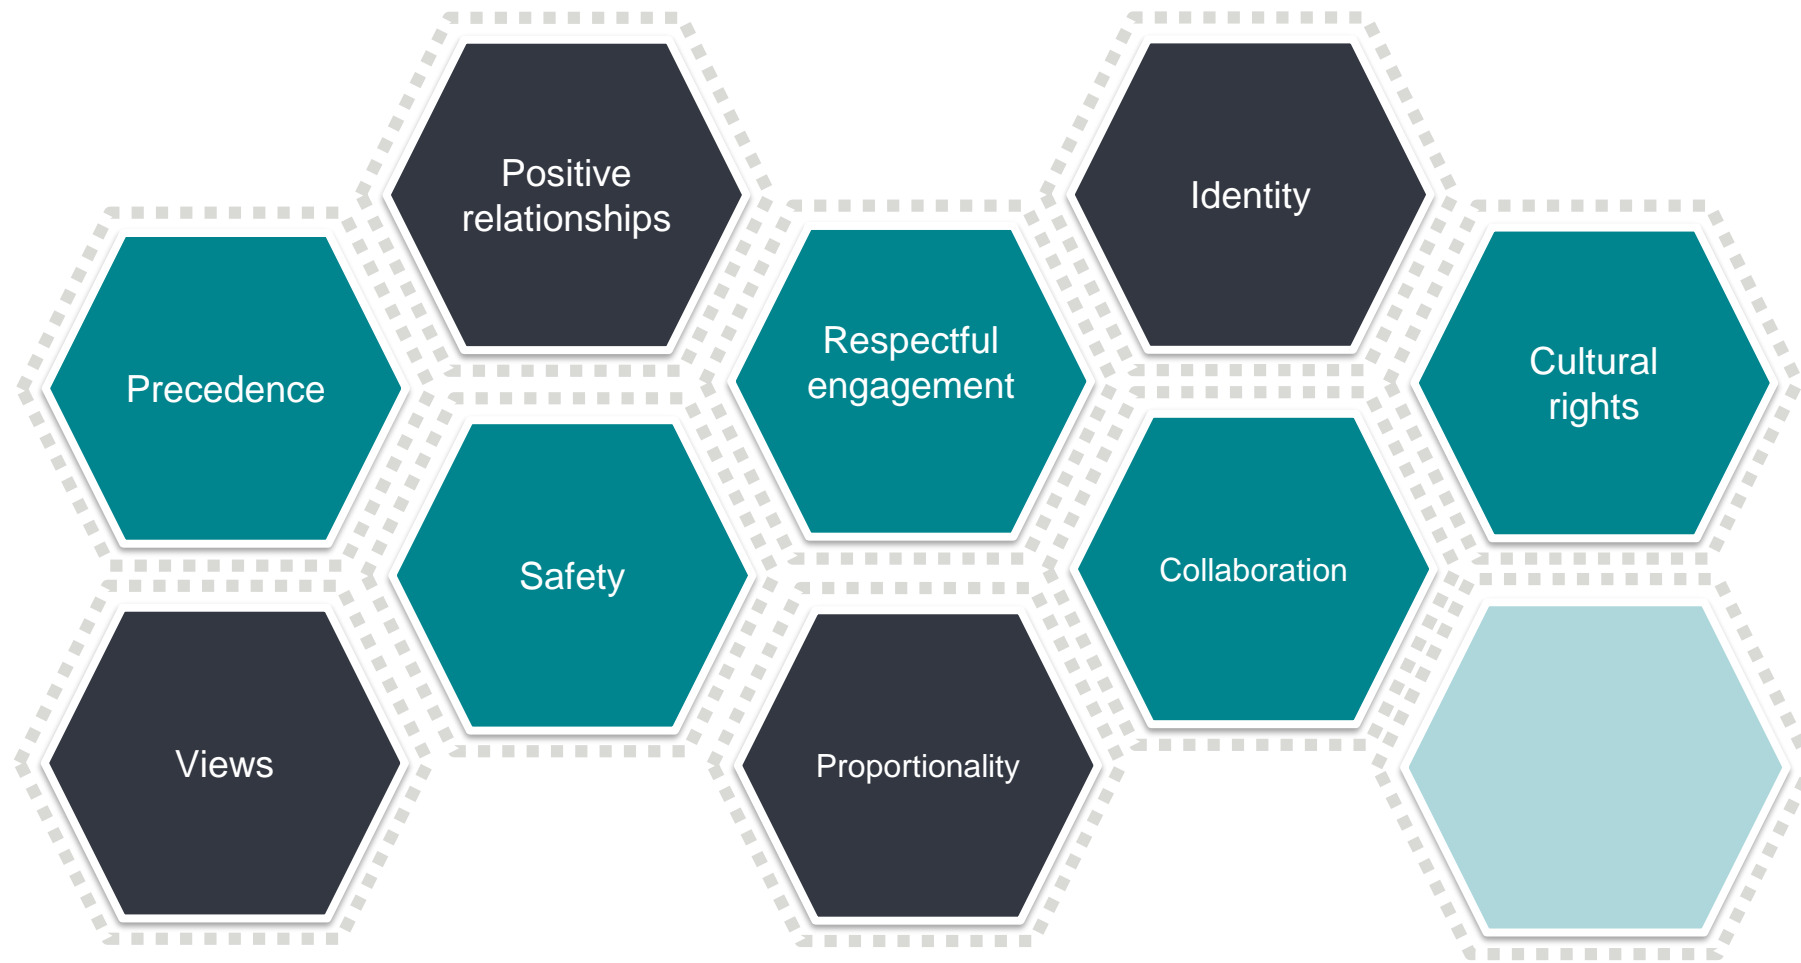 Positive
relationships
Identity
Precedence
Respectful
engagement
Cultural
rights
Safety
Collaboration
Views
Proportionality